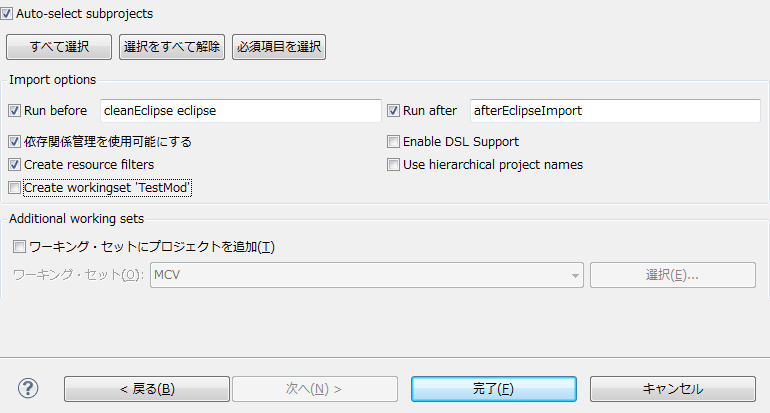 Auto-select subprojects
すべて選択 選択をすべて解除 必須項目を選択
Import options
Run before cleanEclipse eclipse Run after afterEclipseImport
依存関係管理を使用可能にする Enable DSL Support
Create resource filters Use hierarchical project names
Create workingset 'TestMod'
Additional working sets
ワーキング・セットにプロジェクトを追加(T)
ワーキング・セット(O): MCV 選択(E)...
? < 戻る(B) 次へ(N) > 完了(F) キャンセル